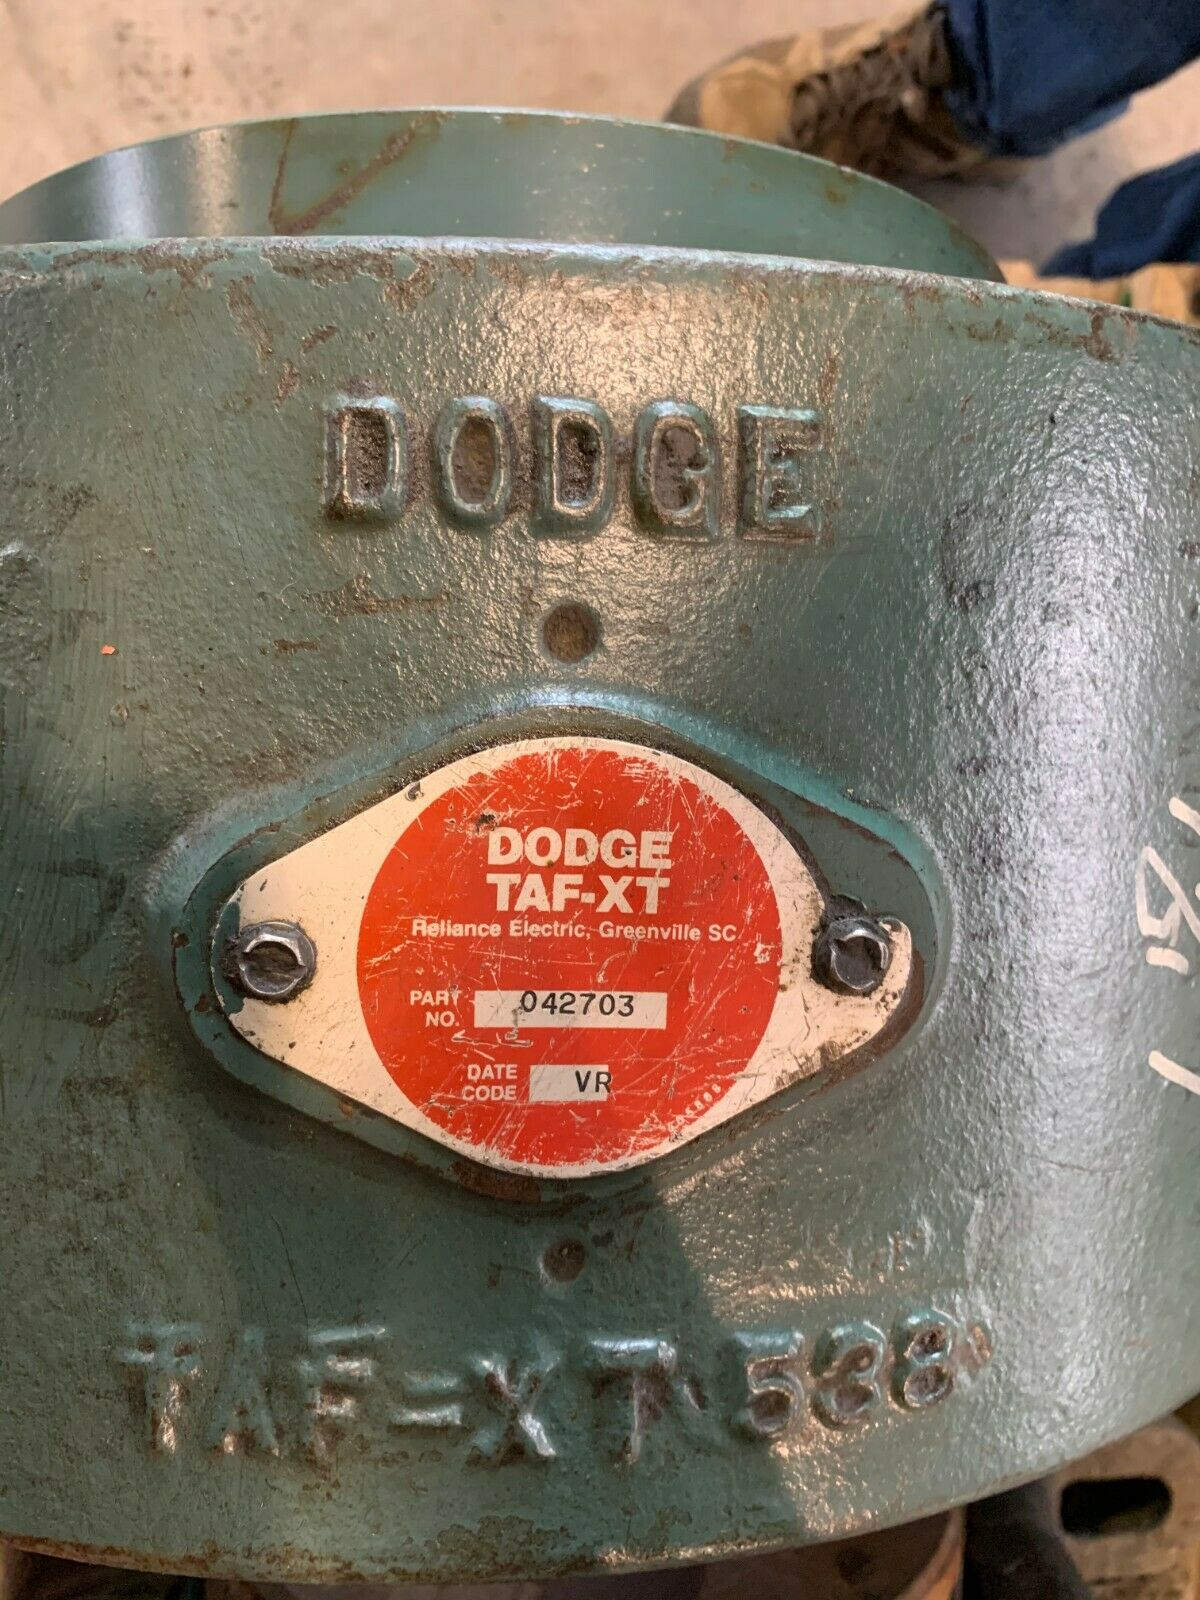 DODGE
DODGE
TAF-XT
Reliance Electric, Greenville SC
PART NO. 042703
DATE CODE VR
TAF-XT 538